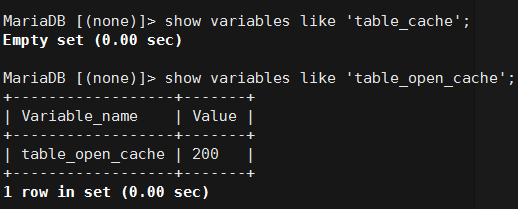 MariaDB [(none)]> show variables like 'table_cache';
Empty set (0.00 sec)
MariaDB [(none)]> show variables like 'table_open_cache';
+------------------+-------+
| Variable_name    | Value |
+------------------+-------+
| table_open_cache | 200   |
+------------------+-------+
1 row in set (0.00 sec)